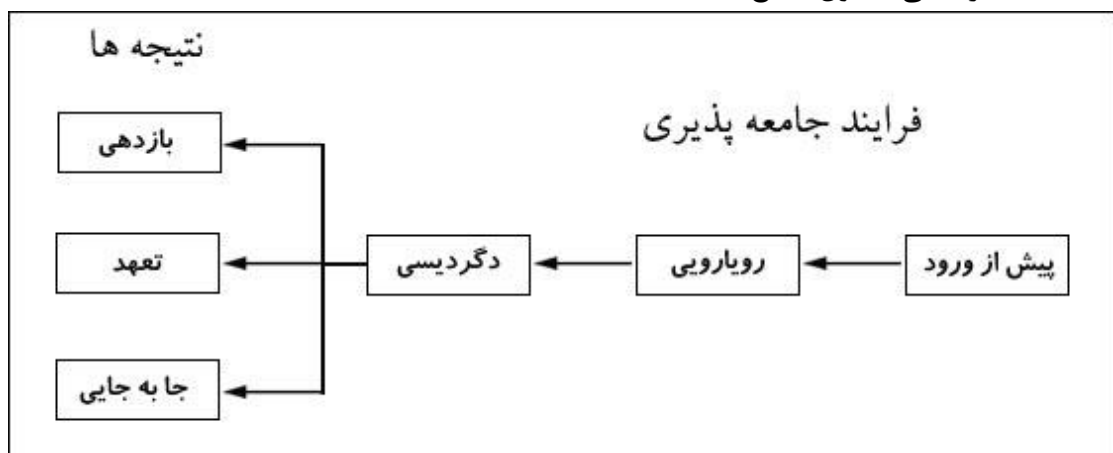 نتیجه ها
فرایند جامعه پذیری
بازدهی
پیش از ورود
رویارویی
دگردیسی
تعهد
جا به جایی